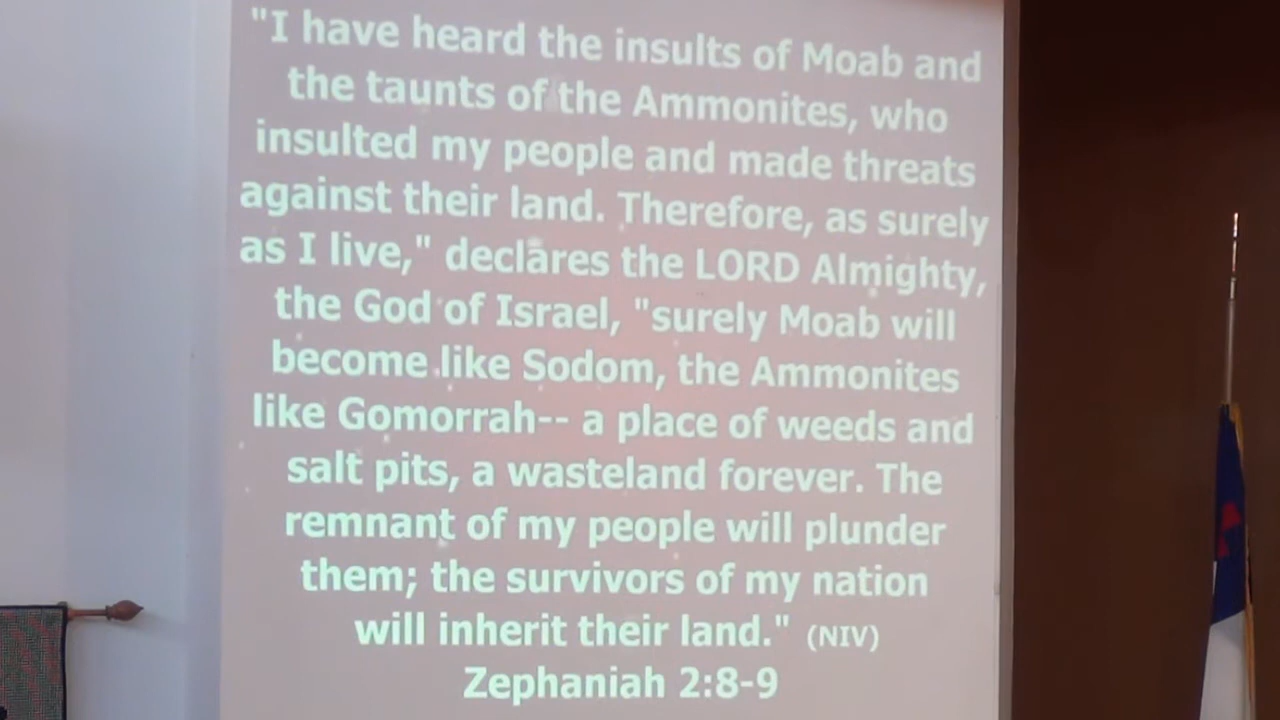 "I have heard the insults of Moab and
the taunts of the Ammonites, who
insulted my people and made threats
against their land. Therefore, as surely
as I live," declares the LORD Almighty,
the God of Israel, "surely Moab will
become like Sodom, the Ammonites
like Gomorrah-- a place of weeds and
salt pits, a wasteland forever. The
remnant of my people will plunder
them; the survivors of my nation
will inherit their land." (NIV)
Zephaniah 2:8-9